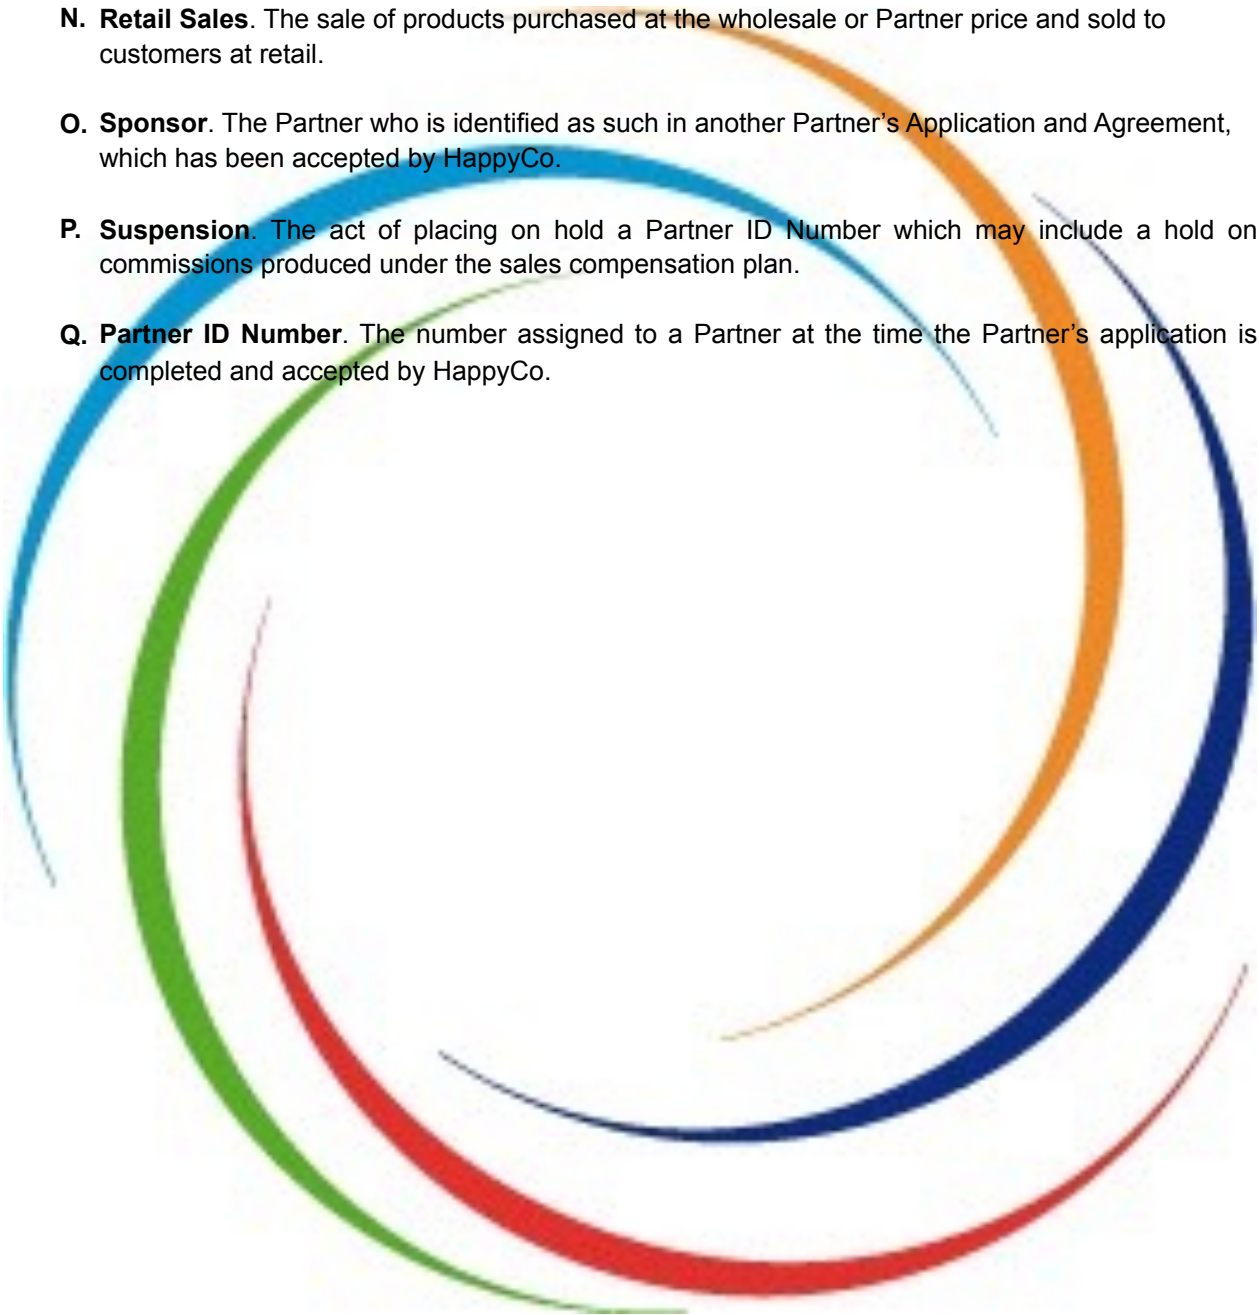 N. Retail Sales. The sale of products purchased at the wholesale or Partner price and sold to
customers at retail.
O. Sponsor. The Partner who is identified as such in another Partner’s Application and Agreement,
which has been accepted by HappyCo.
P. Suspension. The act of placing on hold a Partner ID Number which may include a hold on
commissions produced under the sales compensation plan.
Q. Partner ID Number. The number assigned to a Partner at the time the Partner’s application is
completed and accepted by HappyCo.